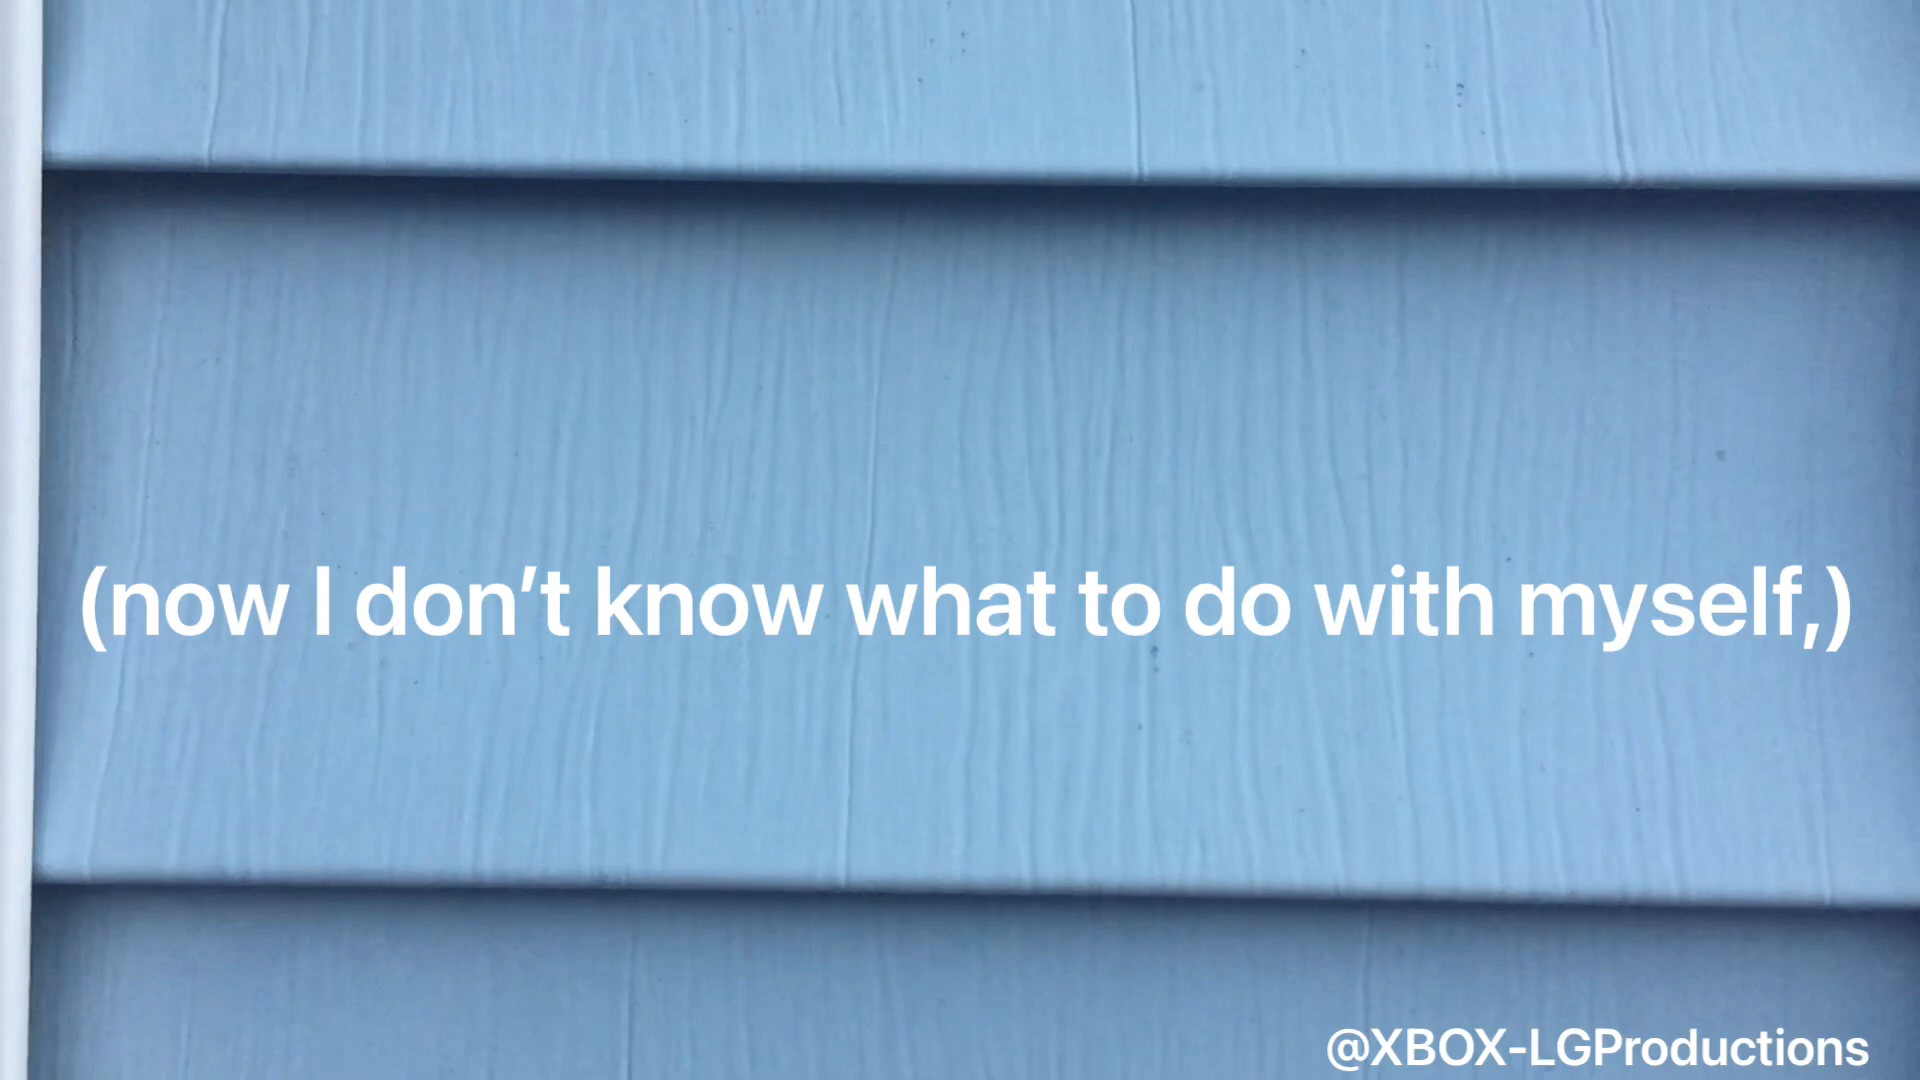 (now I don’t know what to do with myself,)
@XBOX-LGProductions